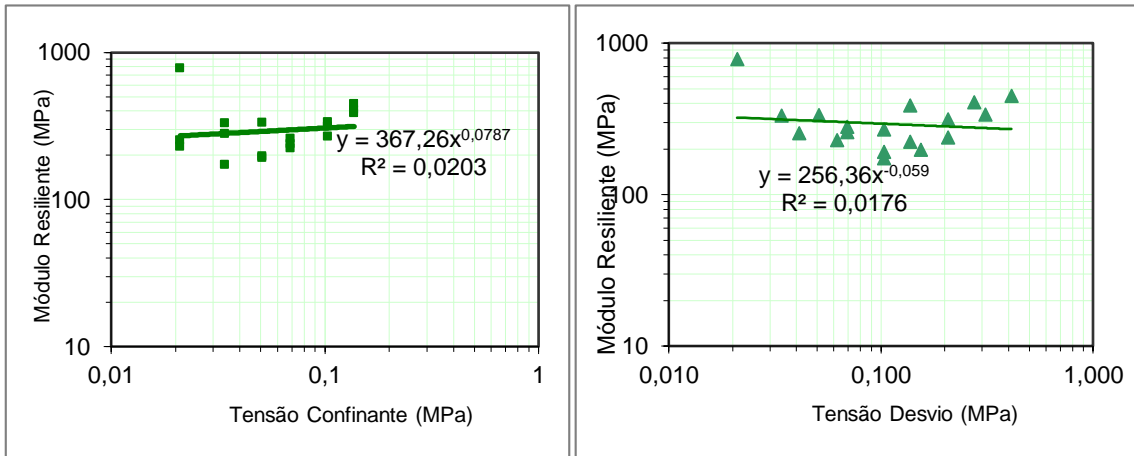 1000
100
10
0,01
0,1
1
Módulo Resiliente (MPa)
Tensão Confinante (MPa)
y = 367,26x^0,0787
R² = 0,0203
1000
100
10
0,010
0,100
1,000
Módulo Resiliente (MPa)
Tensão Desvio (MPa)
y = 256,36x^-0,059
R² = 0,0176